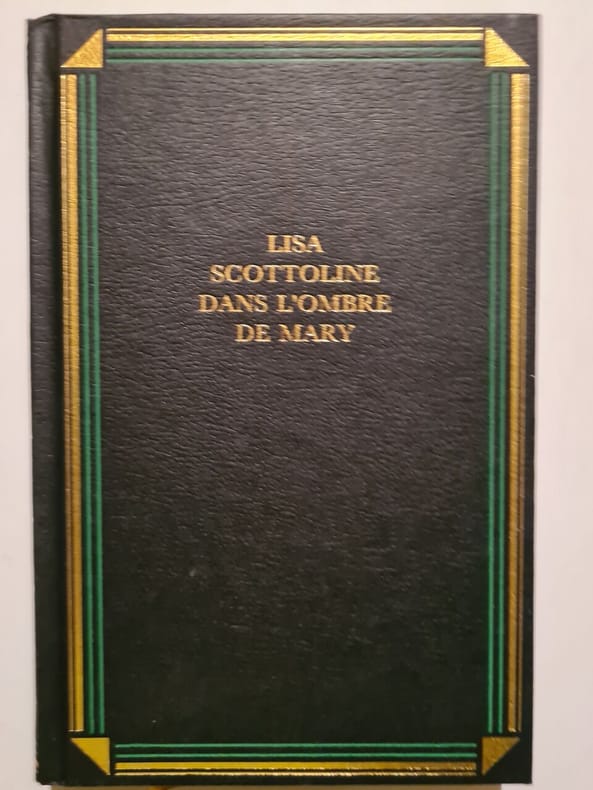 LISA
SCOTTOLINE
DANS L'OMBRE
DE MARY